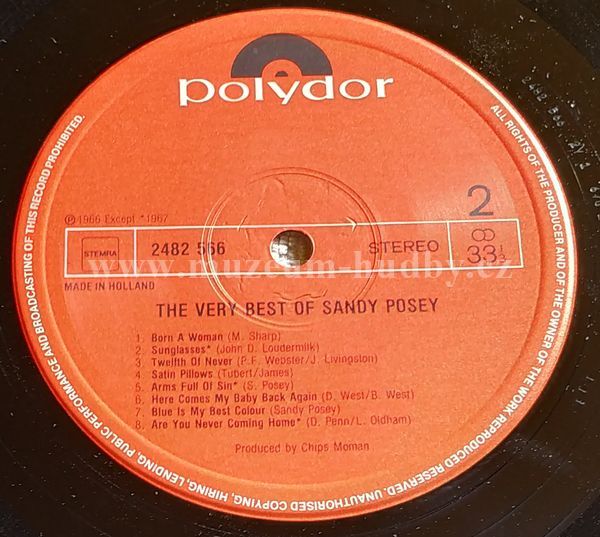 polydor
℗ 1966 Except *1967
2
STEMRA
2482 566
STEREO
33 1/3
MADE IN HOLLAND
www.muzeum-hudby.cz
THE VERY BEST OF SANDY POSEY
1. Born A Woman (M. Sharp)
2. Sunglasses* (John D. Loudermilk)
3. Twelfth Of Never (P.F. Webster/J. Livingston)
4. Satin Pillows (Tubert/James)
5. Arms Full Of Sin* (S. Posey)
6. Here Comes My Baby Back Again (D. West/B. West)
7. Blue Is My Best Colour (Sandy Posey)
8. Are You Never Coming Home* (D. Penn/L. Oldham)
Produced by Chips Moman
ALL RIGHTS OF THE PRODUCER AND OF THE OWNER OF THE WORK REPRODUCED RESERVED. UNAUTHORISED COPYING, HIRING, LENDING, PUBLIC PERFORMANCE AND BROADCASTING OF THIS RECORD PROHIBITED.
2482 566